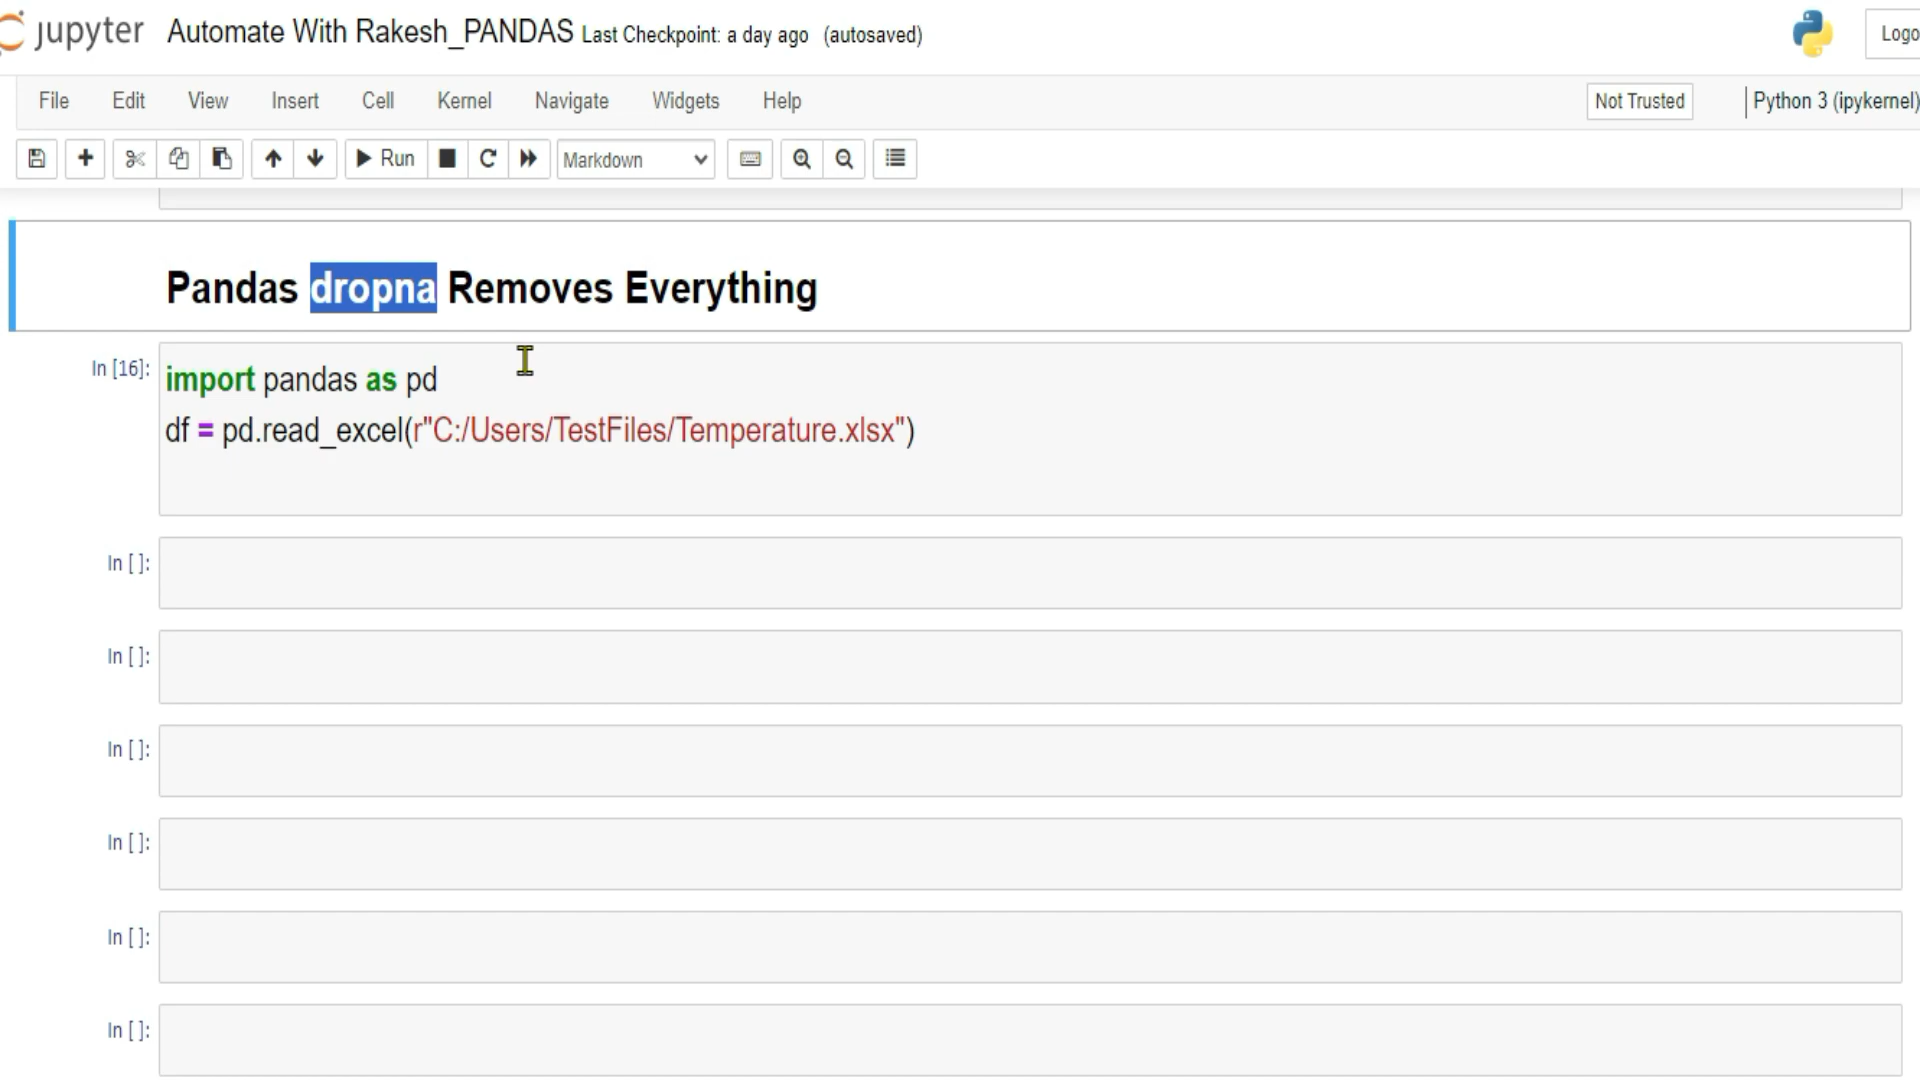 jupyter Automate With Rakesh_PANDAS Last Checkpoint: a day ago (autosaved) Logo
File Edit View Insert Cell Kernel Navigate Widgets Help Not Trusted Python 3 (ipykernel)
Run Markdown
Pandas dropna Removes Everything
In [16]: import pandas as pd
df = pd.read_excel(r"C:/Users/TestFiles/Temperature.xlsx")
In [ ]:
In [ ]:
In [ ]:
In [ ]:
In [ ]:
In [ ]: